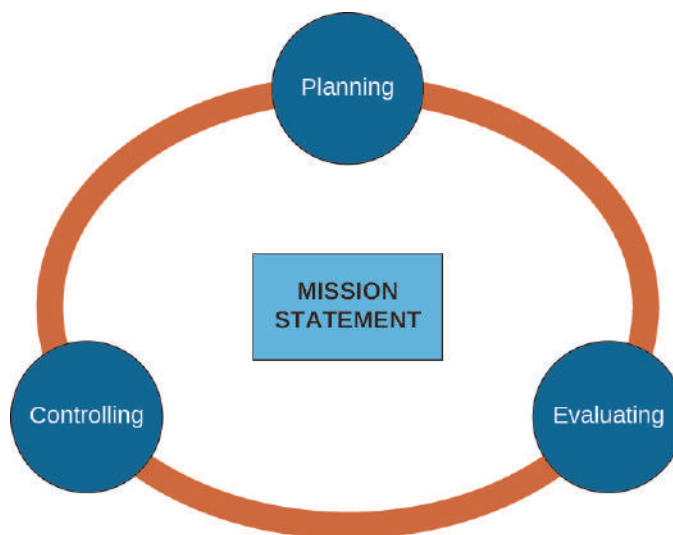 Planning
MISSION
STATEMENT
Controlling
Evaluating